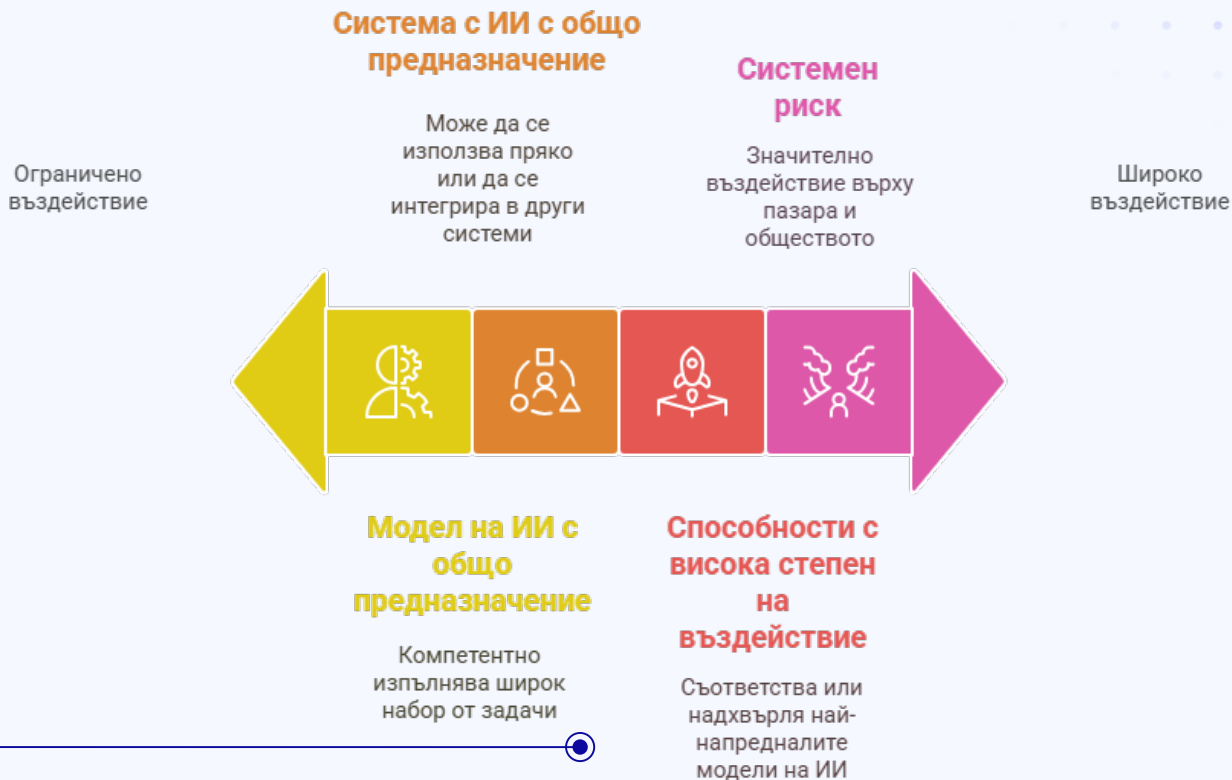 Система с ИИ с общо
предназначение
Може да се
използва пряко
или да се
интегрира в други
системи
Системен
риск
Значително
въздействие върху
пазара и
обществото
Ограничено
въздействие
Широко
въздействие
Модел на ИИ с
общо
предназначение
Компетентно
изпълнява широк
набор от задачи
Способности с
висока степен
на
въздействие
Съответства или
надхвърля най-
напредналите
модели на ИИ